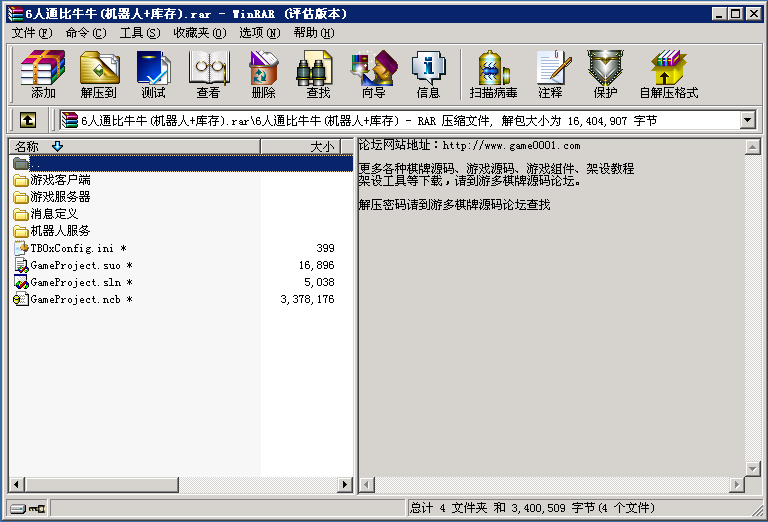 6人通比牛牛(机器人+库存).rar - WinRAR (评估版本)
文件(F) 命令(C) 工具(S) 收藏夹(O) 选项(N) 帮助(H)
添加 解压到 测试 查看 删除 查找 向导 信息 扫描病毒 注释 保护 自解压格式
6人通比牛牛(机器人+库存).rar\6人通比牛牛(机器人+库存) - RAR 压缩文件, 解包大小为 16,404,907 字节
名称 大小
..
游戏客户端
游戏服务器
消息定义
机器人服务
TBOxConfig.ini * 399
GameProject.suo * 16,896
GameProject.sln * 5,038
GameProject.ncb * 3,378,176
论坛网站地址：http://www.game0001.com
更多各种棋牌源码、游戏源码、游戏组件、架设教程
架设工具等下载，请到游多棋牌源码论坛。
解压密码请到游多棋牌源码论坛查找
总计 4 文件夹 和 3,400,509 字节(4 个文件)